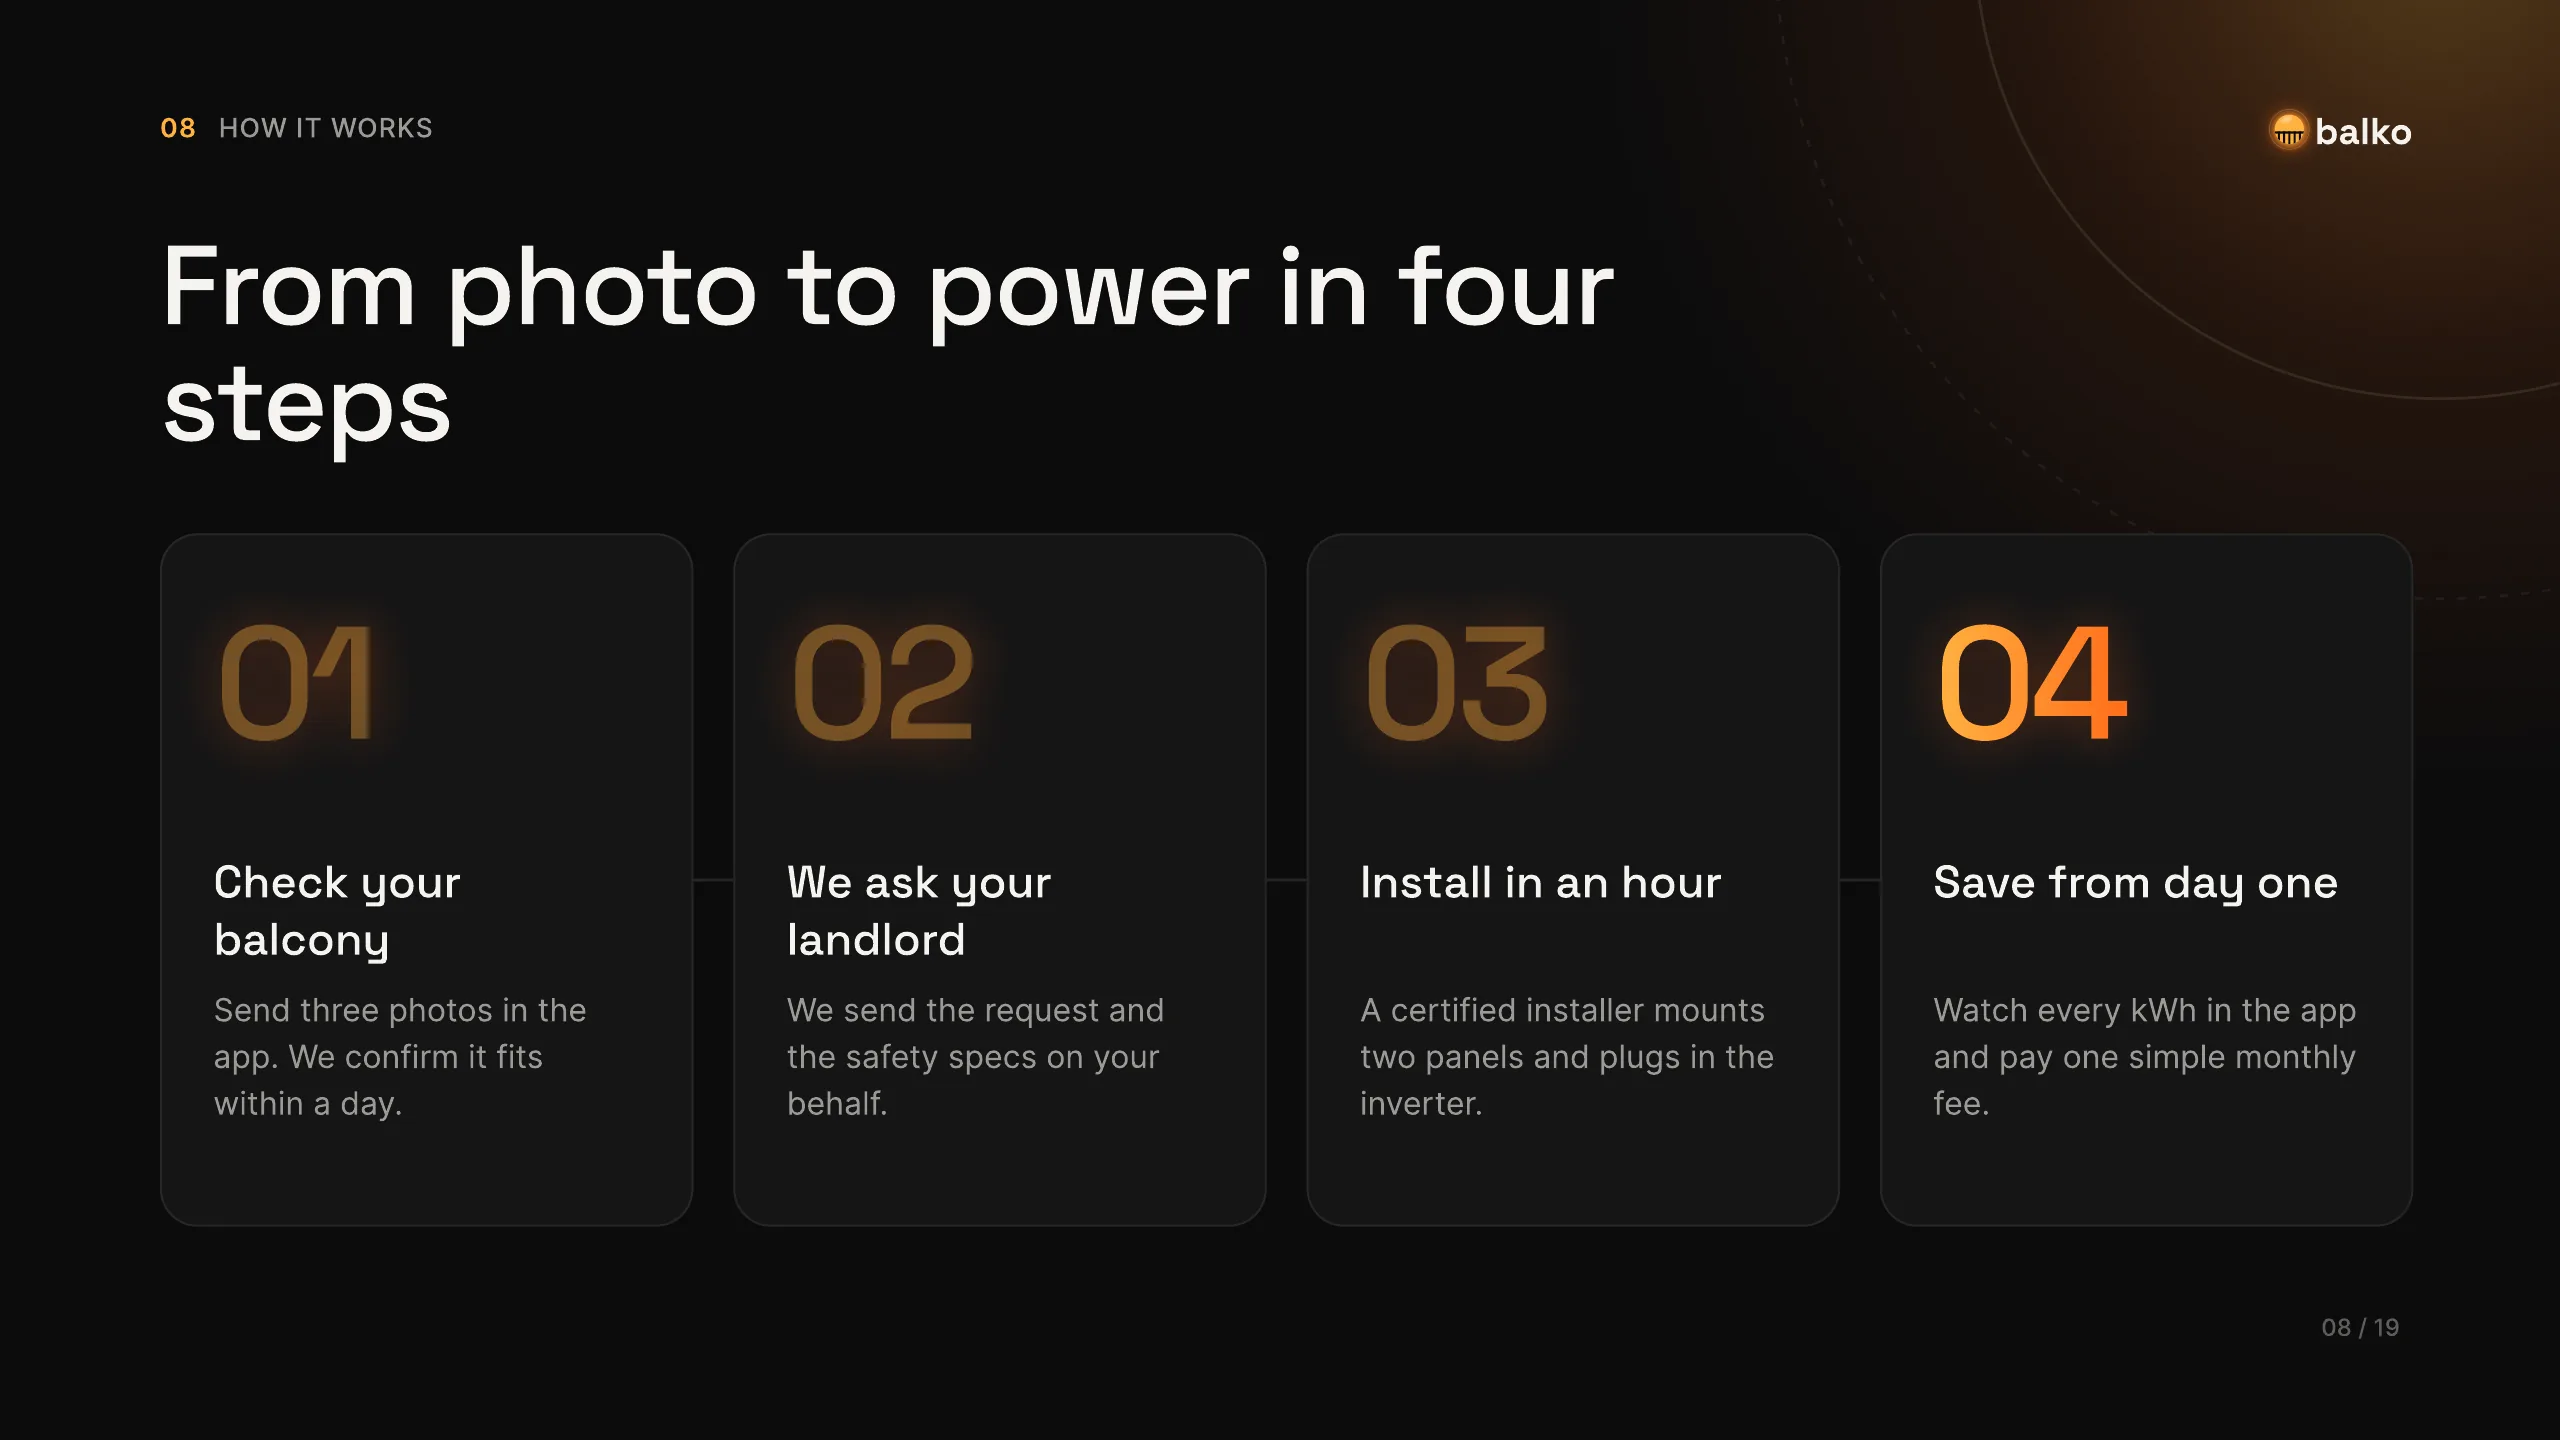 08 HOW IT WORKS
balko
From photo to power in four
steps
01
Check your
balcony
Send three photos in the
app. We confirm it fits
within a day.
02
We ask your
landlord
We send the request and
the safety specs on your
behalf.
03
Install in an hour
A certified installer mounts
two panels and plugs in the
inverter.
04
Save from day one
Watch every kWh in the app
and pay one simple monthly
fee.
08 / 19